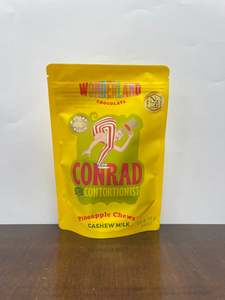 WONDERLAND
CHOCOLATE
CONRAD
CONTORTIONIST
Pineapple Chews
CASHEW MILK